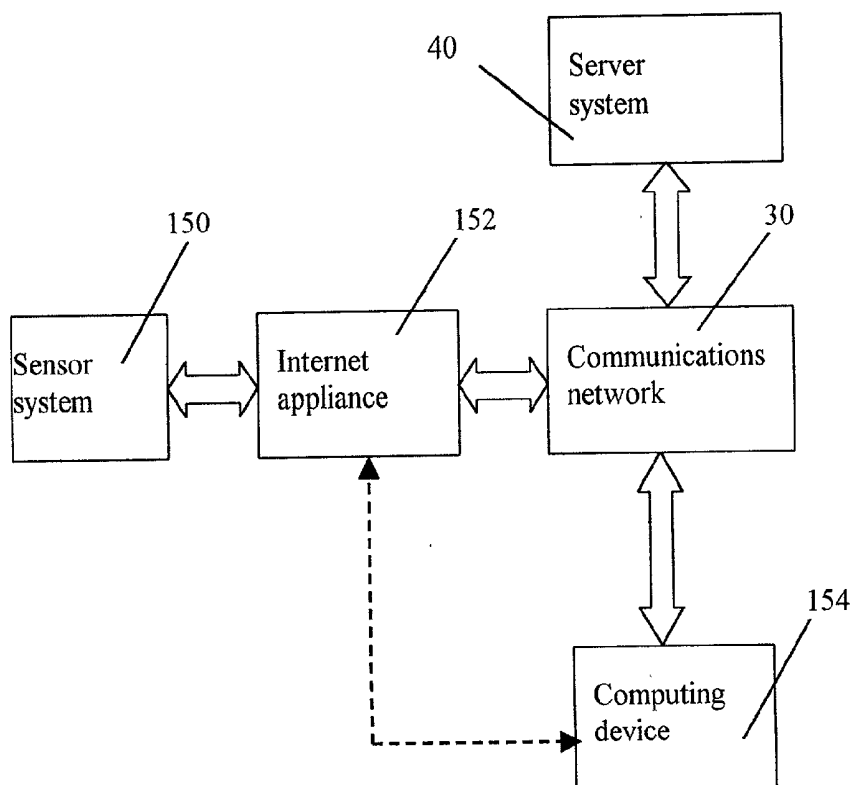 40
Server
system
150
152
30
Sensor
system
Internet
appliance
Communications
network
154
Computing
device